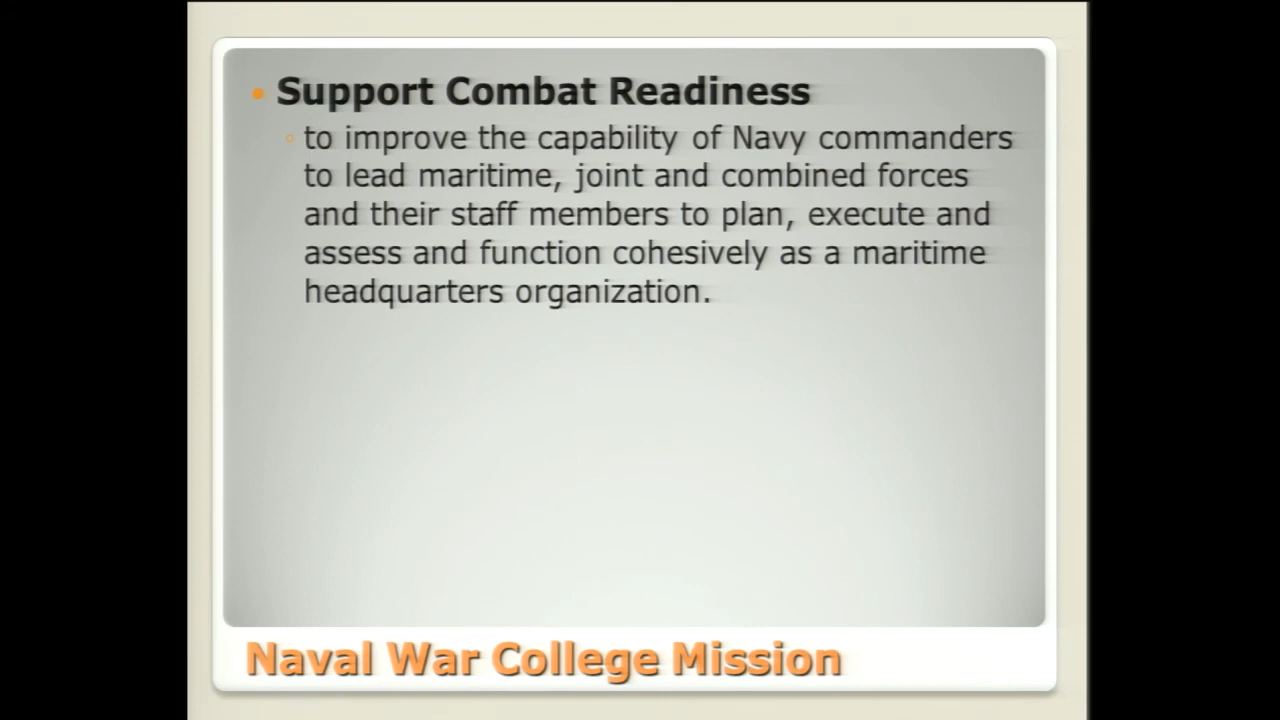 Support Combat Readiness
to improve the capability of Navy commanders
to lead maritime, joint and combined forces
and their staff members to plan, execute and
assess and function cohesively as a maritime
headquarters organization.
Naval War College Mission